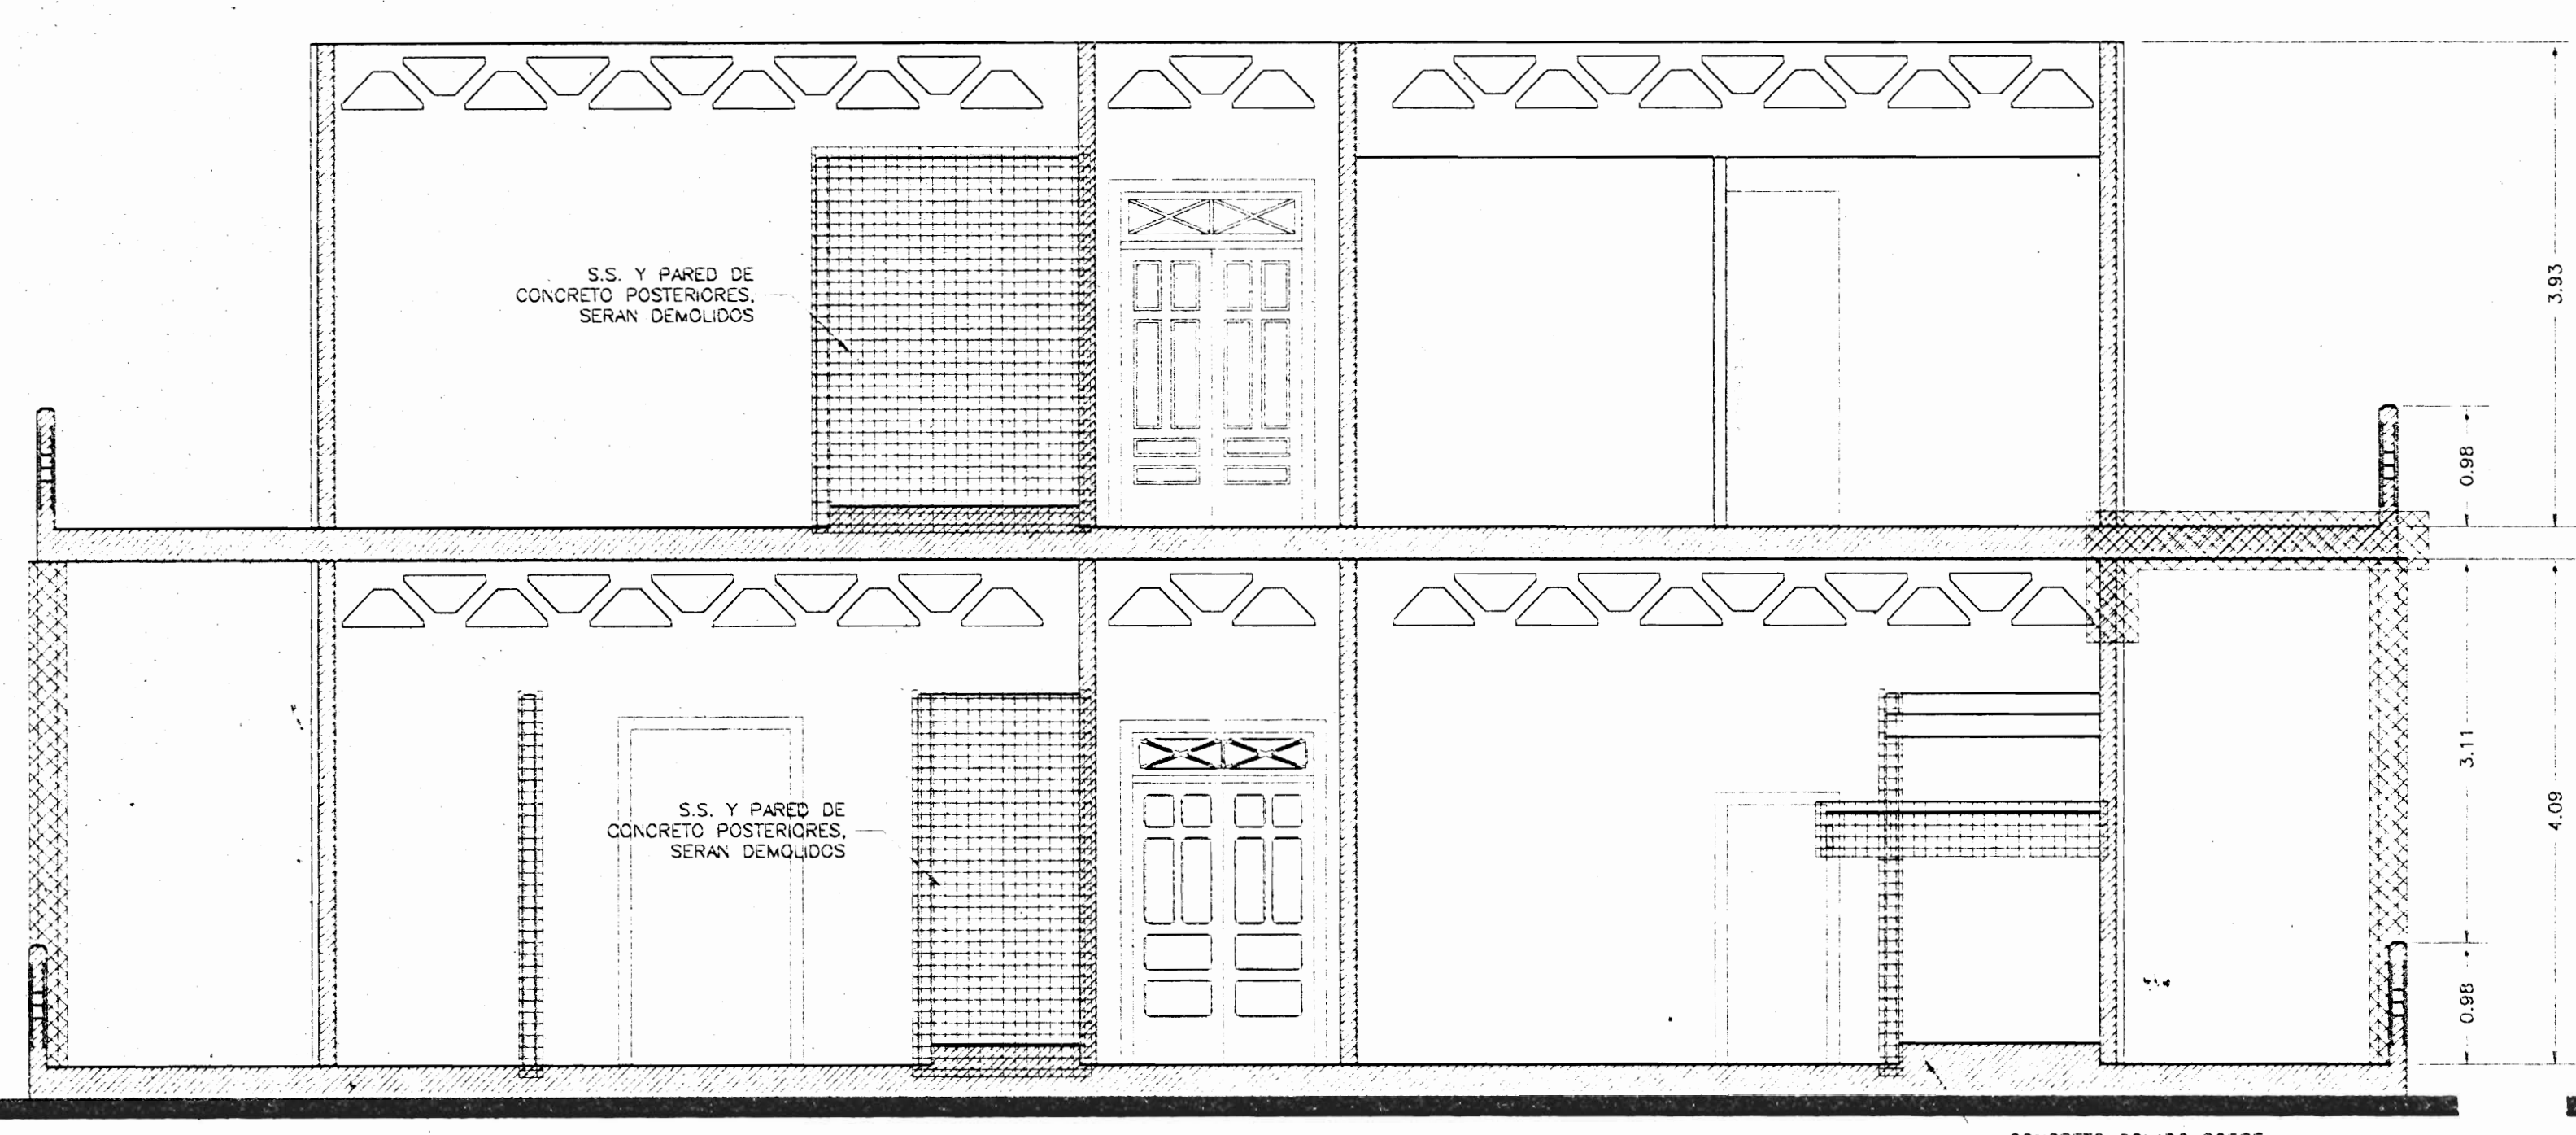 S.S. Y PARED DE
CONCRETO POSTERIORES,
SERAN DEMOLIDOS
3.93
0.98
S.S. Y PARED DE
CONCRETO POSTERIORES,
SERAN DEMOLIDOS
3.11
4.09
0.98